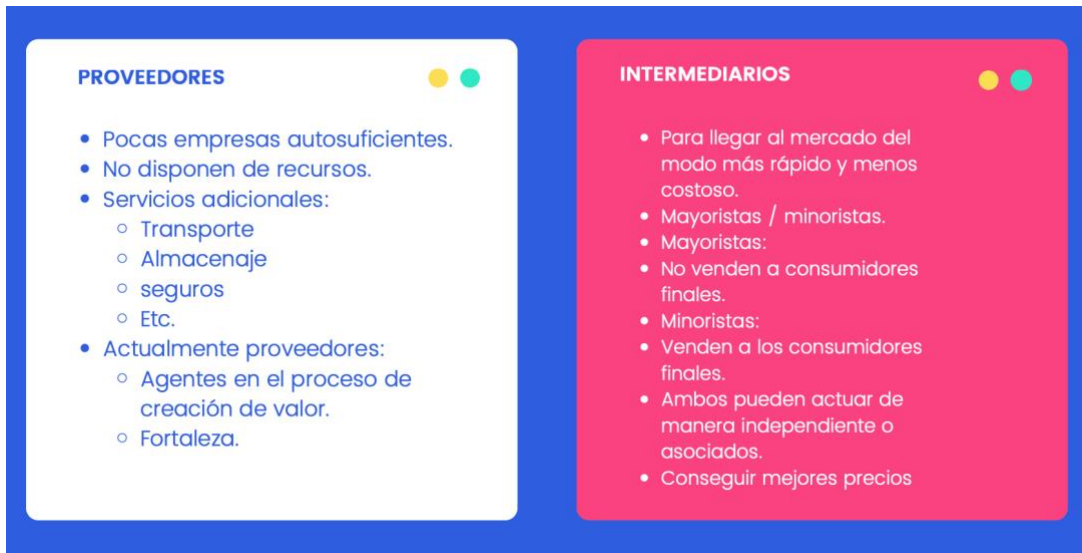 PROVEEDORES
• Pocas empresas autosuficientes.
• No disponen de recursos.
• Servicios adicionales:
○ Transporte
○ Almacenaje
○ seguros
○ Etc.
• Actualmente proveedores:
○ Agentes en el proceso de
creación de valor.
○ Fortaleza.
INTERMEDIARIOS
• Para llegar al mercado del
modo más rápido y menos
costoso.
• Mayoristas / minoristas.
• Mayoristas:
• No venden a consumidores
finales.
• Minoristas:
• Venden a los consumidores
finales.
• Ambos pueden actuar de
manera independiente o
asociados.
• Conseguir mejores precios